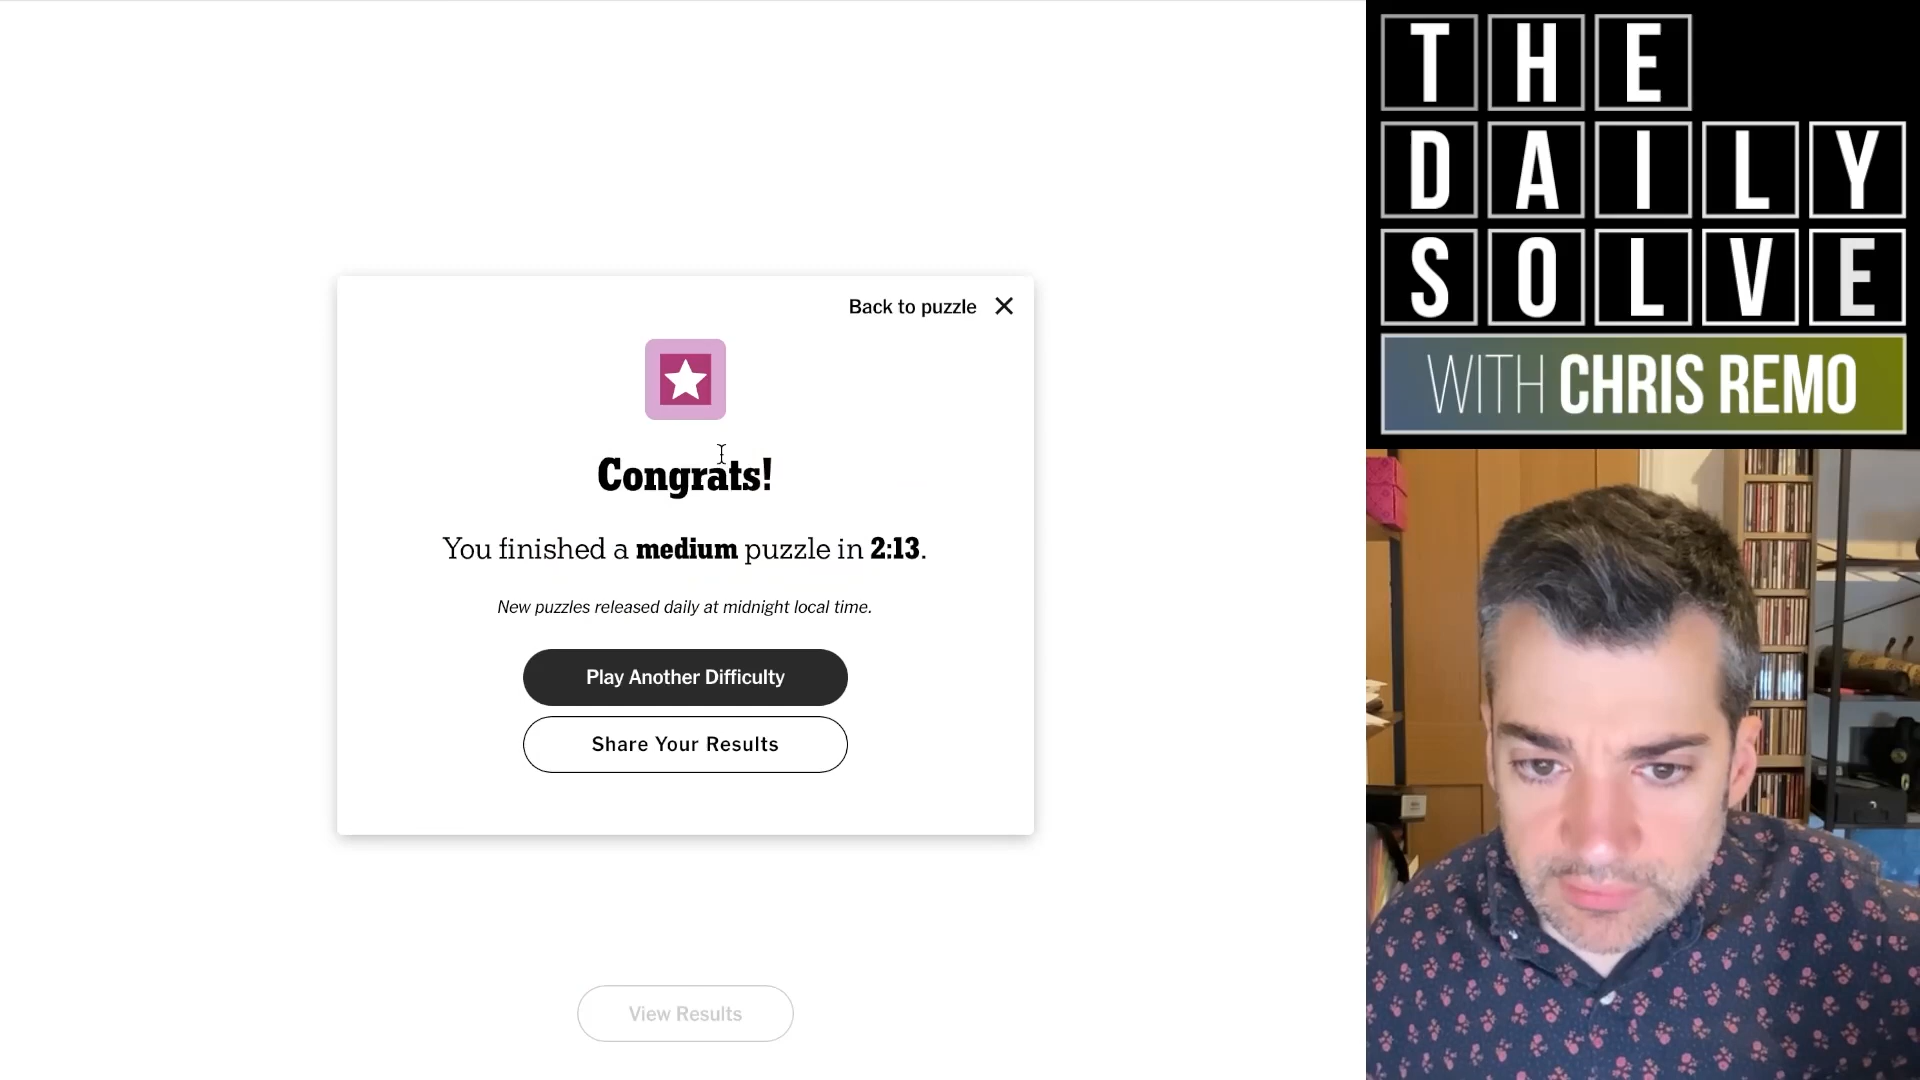 Back to puzzle
Congrats!
You finished a medium puzzle in 2:13.
New puzzles released daily at midnight local time.
Play Another Difficulty
Share Your Results
View Results
THE
DAILY
SOLVE
WITH CHRIS REMO